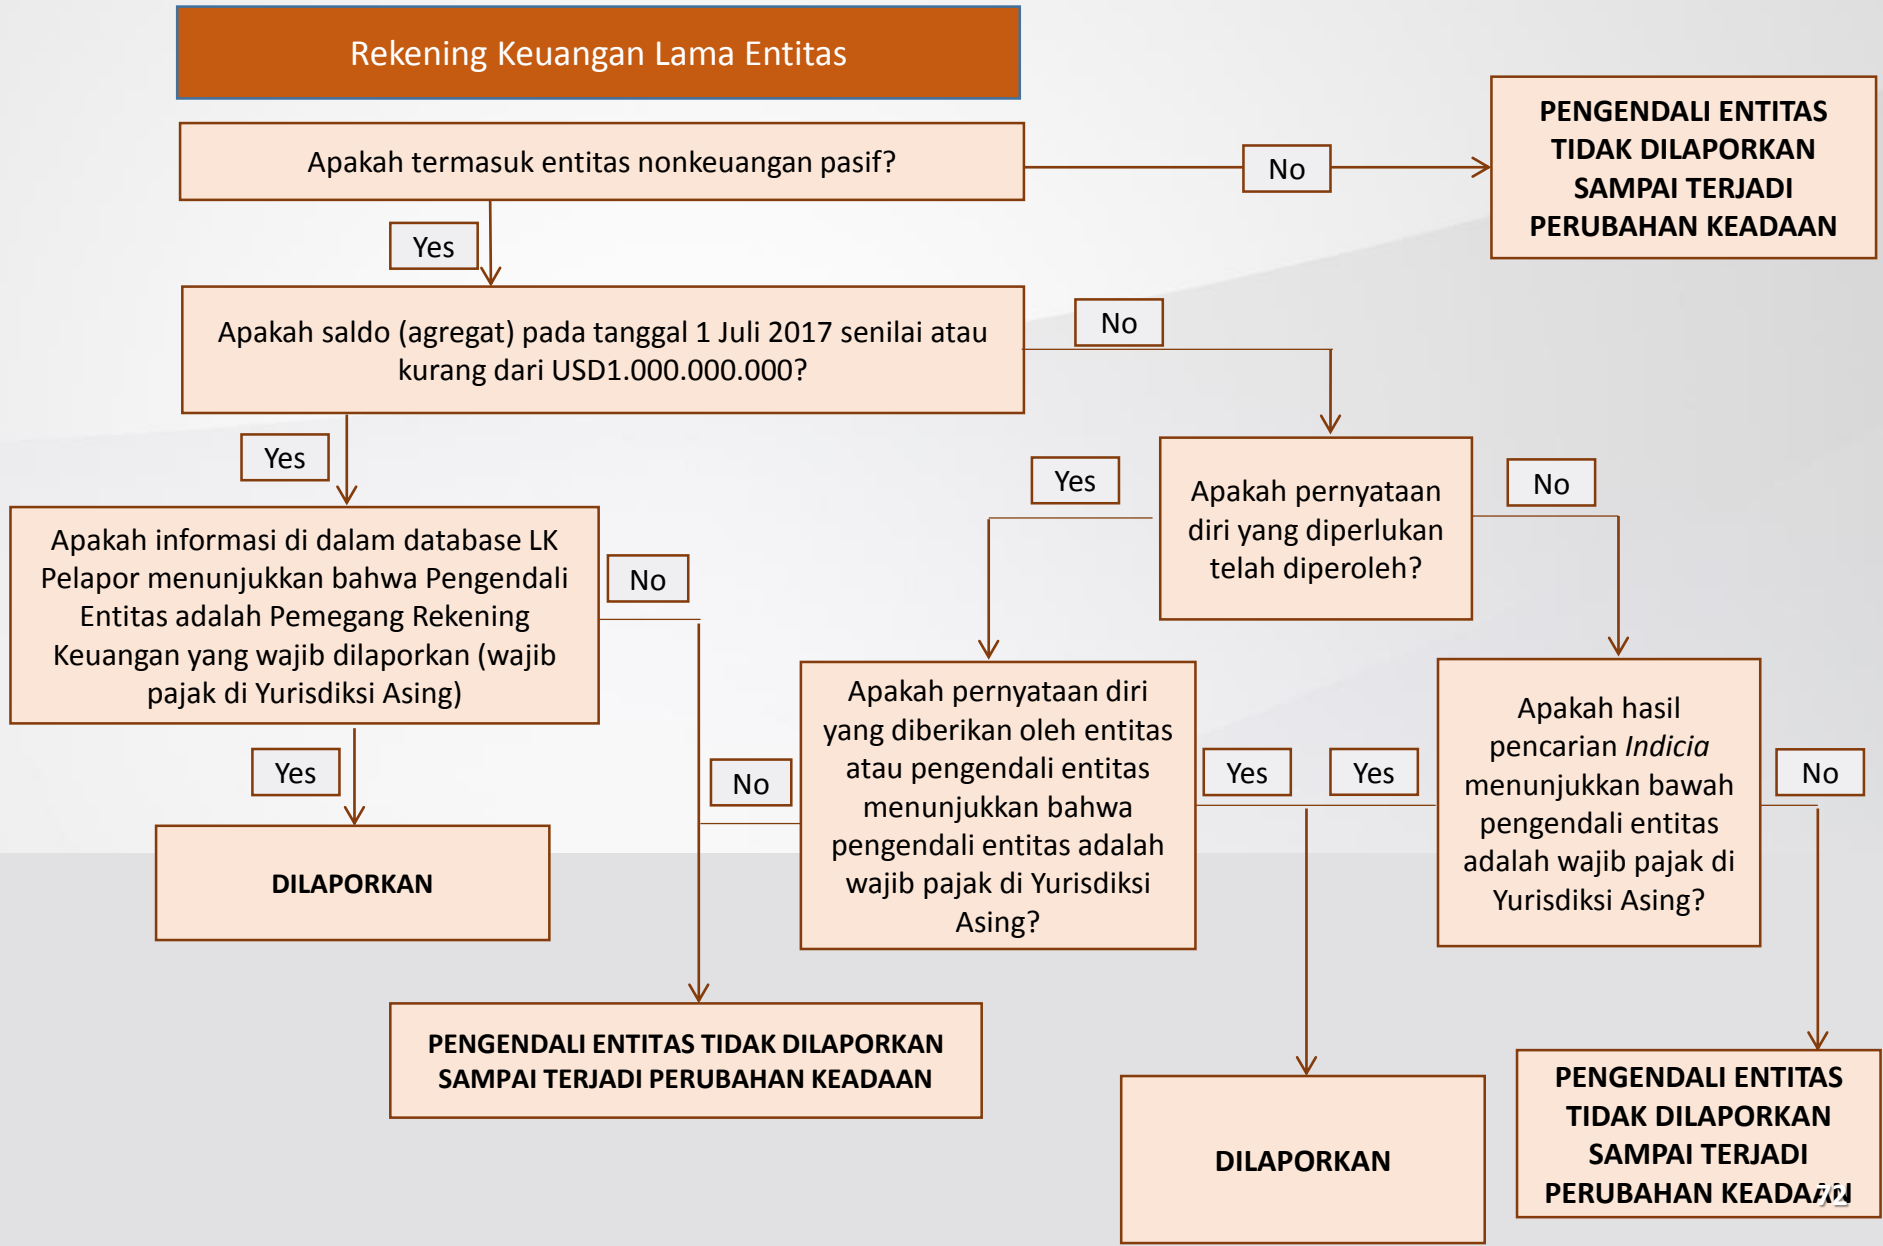 Rekening Keuangan Lama Entitas
Apakah termasuk entitas nonkeuangan pasif?
No
PENGENDALI ENTITAS
TIDAK DILAPORKAN
SAMPAI TERJADI
PERUBAHAN KEADAAN
Yes
Apakah saldo (agregat) pada tanggal 1 Juli 2017 senilai atau
kurang dari USD1.000.000.000?
No
Yes
Apakah informasi di dalam database LK
Pelapor menunjukkan bahwa Pengendali
Entitas adalah Pemegang Rekening
Keuangan yang wajib dilaporkan (wajib
pajak di Yurisdiksi Asing)
No
Yes
Apakah pernyataan
diri yang diperlukan
telah diperoleh?
No
Yes
DILAPORKAN
No
Apakah pernyataan diri
yang diberikan oleh entitas
atau pengendali entitas
menunjukkan bahwa
pengendali entitas adalah
wajib pajak di Yurisdiksi
Asing?
Yes
Yes
Apakah hasil
pencarian Indicia
menunjukkan bawah
pengendali entitas
adalah wajib pajak di
Yurisdiksi Asing?
No
PENGENDALI ENTITAS TIDAK DILAPORKAN
SAMPAI TERJADI PERUBAHAN KEADAAN
DILAPORKAN
PENGENDALI ENTITAS
TIDAK DILAPORKAN
SAMPAI TERJADI
PERUBAHAN KEADAAN
72